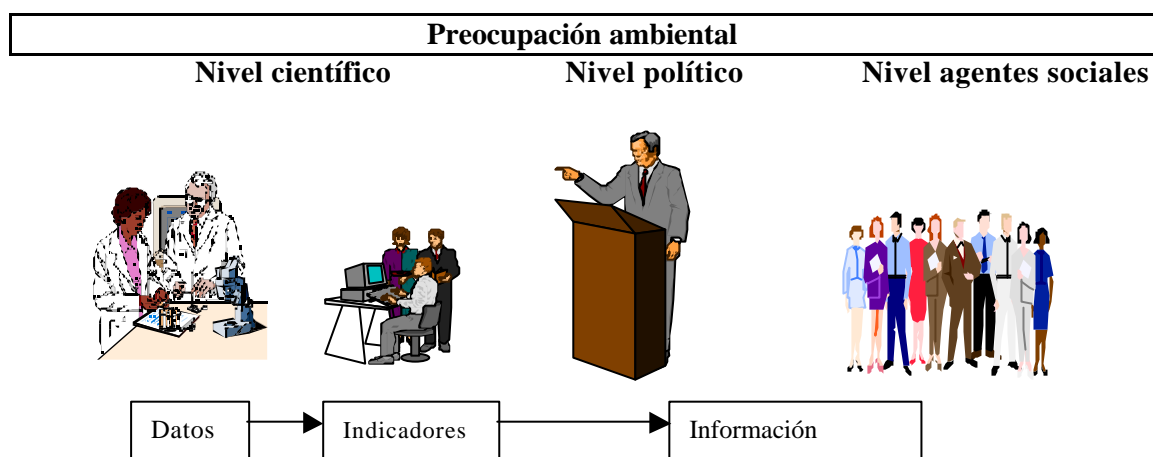 Preocupación ambiental
Nivel científico Nivel político Nivel agentes sociales
Datos Indicadores Información